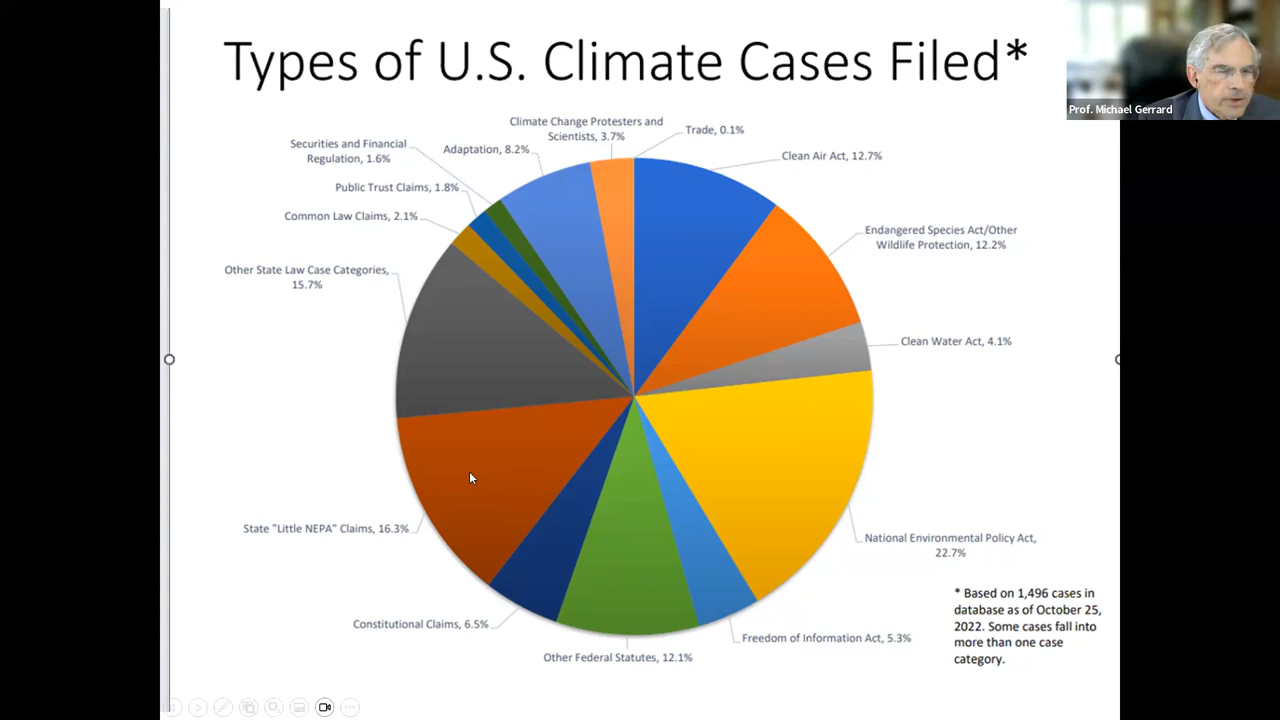 Types of U.S. Climate Cases Filed*
Prof. Michael Gerrard
Climate Change Protesters and
Scientists, 3.7%
Trade, 0.1%
Securities and Financial
Regulation, 1.6%
Adaptation, 8.2%
Clean Air Act, 12.7%
Public Trust Claims, 1.8%
Common Law Claims, 2.1%
Endangered Species Act/Other
Wildlife Protection, 12.2%
Other State Law Case Categories,
15.7%
Clean Water Act, 4.1%
State "Little NEPA" Claims, 16.3%
National Environmental Policy Act,
22.7%
Constitutional Claims, 6.5%
Freedom of Information Act, 5.3%
Other Federal Statutes, 12.1%
* Based on 1,496 cases in
database as of October 25,
2022. Some cases fall into
more than one case
category.